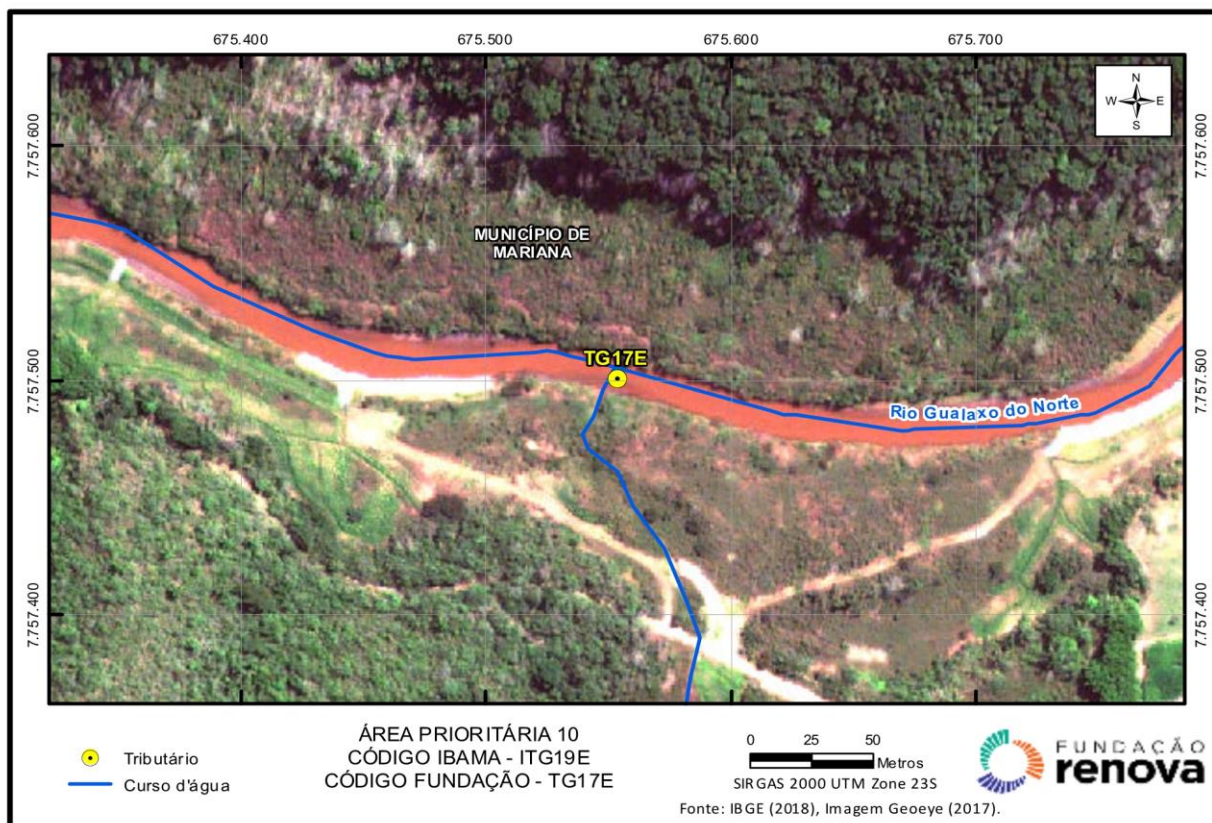 675.400 675.500 675.600 675.700
N
W E
S
7.757.600 7.757.600
MUNICÍPIO DE
MARIANA
7.757.500 7.757.500
TG17E
Rio Gualaxo do Norte
7.757.400 7.757.400
Tributário
Curso d'água
ÁREA PRIORITÁRIA 10
CÓDIGO IBAMA - ITG19E
CÓDIGO FUNDAÇÃO - TG17E
0 25 50
Metros
SIRGAS 2000 UTM Zone 23S
Fonte: IBGE (2018), Imagem Geoeye (2017).
FUNDAÇÃO
renova